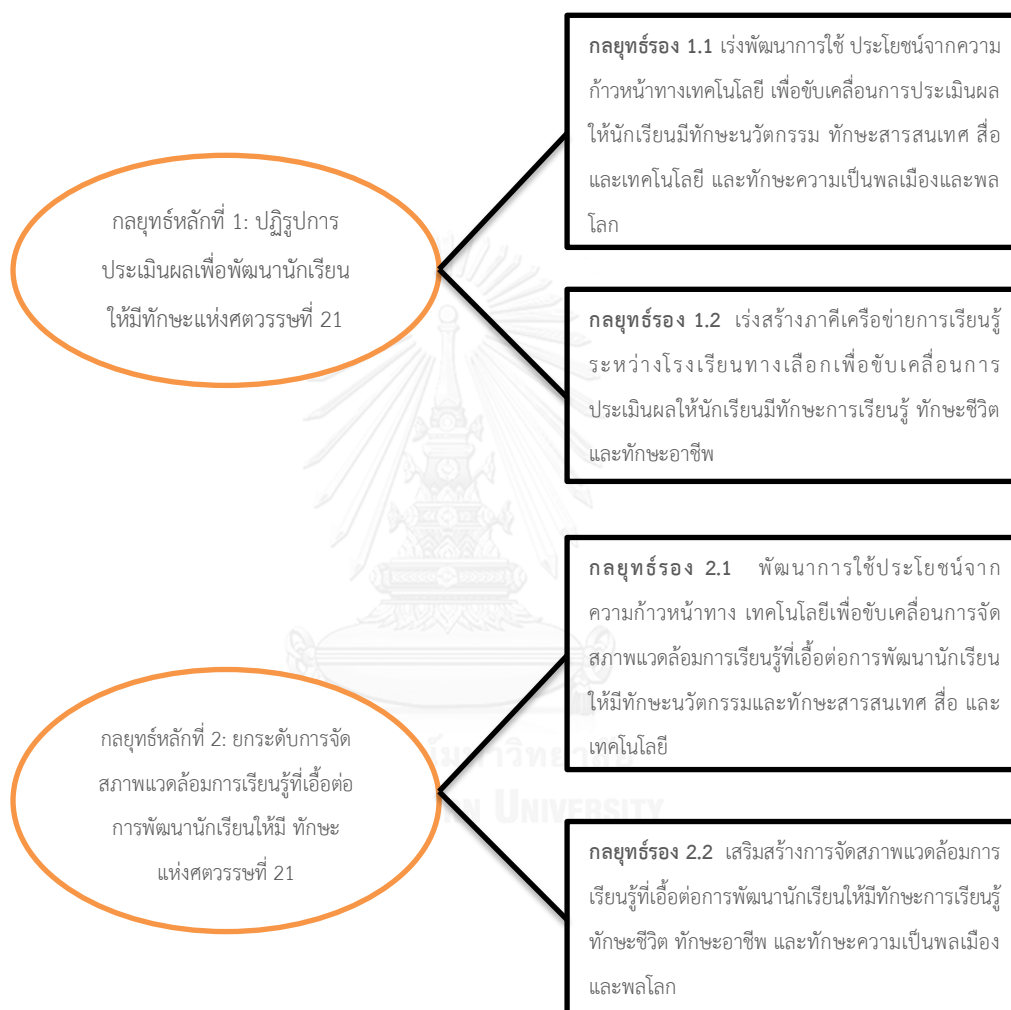 กลยุทธ์หลักที่ 1: ปฏิรูปการ
ประเมินผลเพื่อพัฒนานักเรียน
ให้มีทักษะแห่งศตวรรษที่ 21
กลยุทธ์รอง 1.1 เร่งพัฒนาการใช้ ประโยชน์จากความ
ก้าวหน้าทางเทคโนโลยี เพื่อขับเคลื่อนการประเมินผล
ให้นักเรียนมีทักษะนวัตกรรม ทักษะสารสนเทศ สื่อ
และเทคโนโลยี และทักษะความเป็นพลเมืองและพล
โลก
กลยุทธ์รอง 1.2 เร่งสร้างภาคีเครือข่ายการเรียนรู้
ระหว่างโรงเรียนทางเลือกเพื่อขับเคลื่อนการ
ประเมินผลให้นักเรียนมีทักษะการเรียนรู้ ทักษะชีวิต
และทักษะอาชีพ
กลยุทธ์หลักที่ 2: ยกระดับการจัด
สภาพแวดล้อมการเรียนรู้ที่เอื้อต่อ
การพัฒนานักเรียนให้มี ทักษะ
แห่งศตวรรษที่ 21
กลยุทธ์รอง 2.1 พัฒนาการใช้ประโยชน์จาก
ความก้าวหน้าทาง เทคโนโลยีเพื่อขับเคลื่อนการจัด
สภาพแวดล้อมการเรียนรู้ที่เอื้อต่อการพัฒนานักเรียน
ให้มีทักษะนวัตกรรมและทักษะสารสนเทศ สื่อ และ
เทคโนโลยี
กลยุทธ์รอง 2.2 เสริมสร้างการจัดสภาพแวดล้อมการ
เรียนรู้ที่เอื้อต่อการพัฒนานักเรียนให้มีทักษะการเรียนรู้
ทักษะชีวิต ทักษะอาชีพ และทักษะความเป็นพลเมือง
และพลโลก
UNIVERSITY